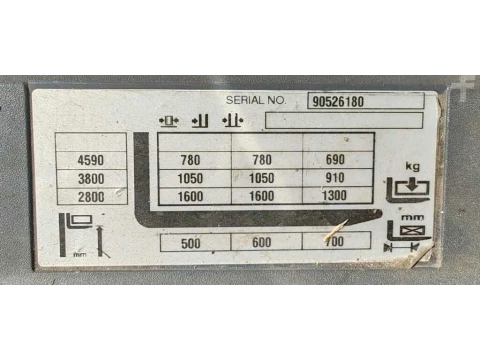 SERIAL NO. 90526180
4590 780 780 690
3800 1050 1050 910
2800 1600 1600 1300
kg
mm
mm
500 600 700